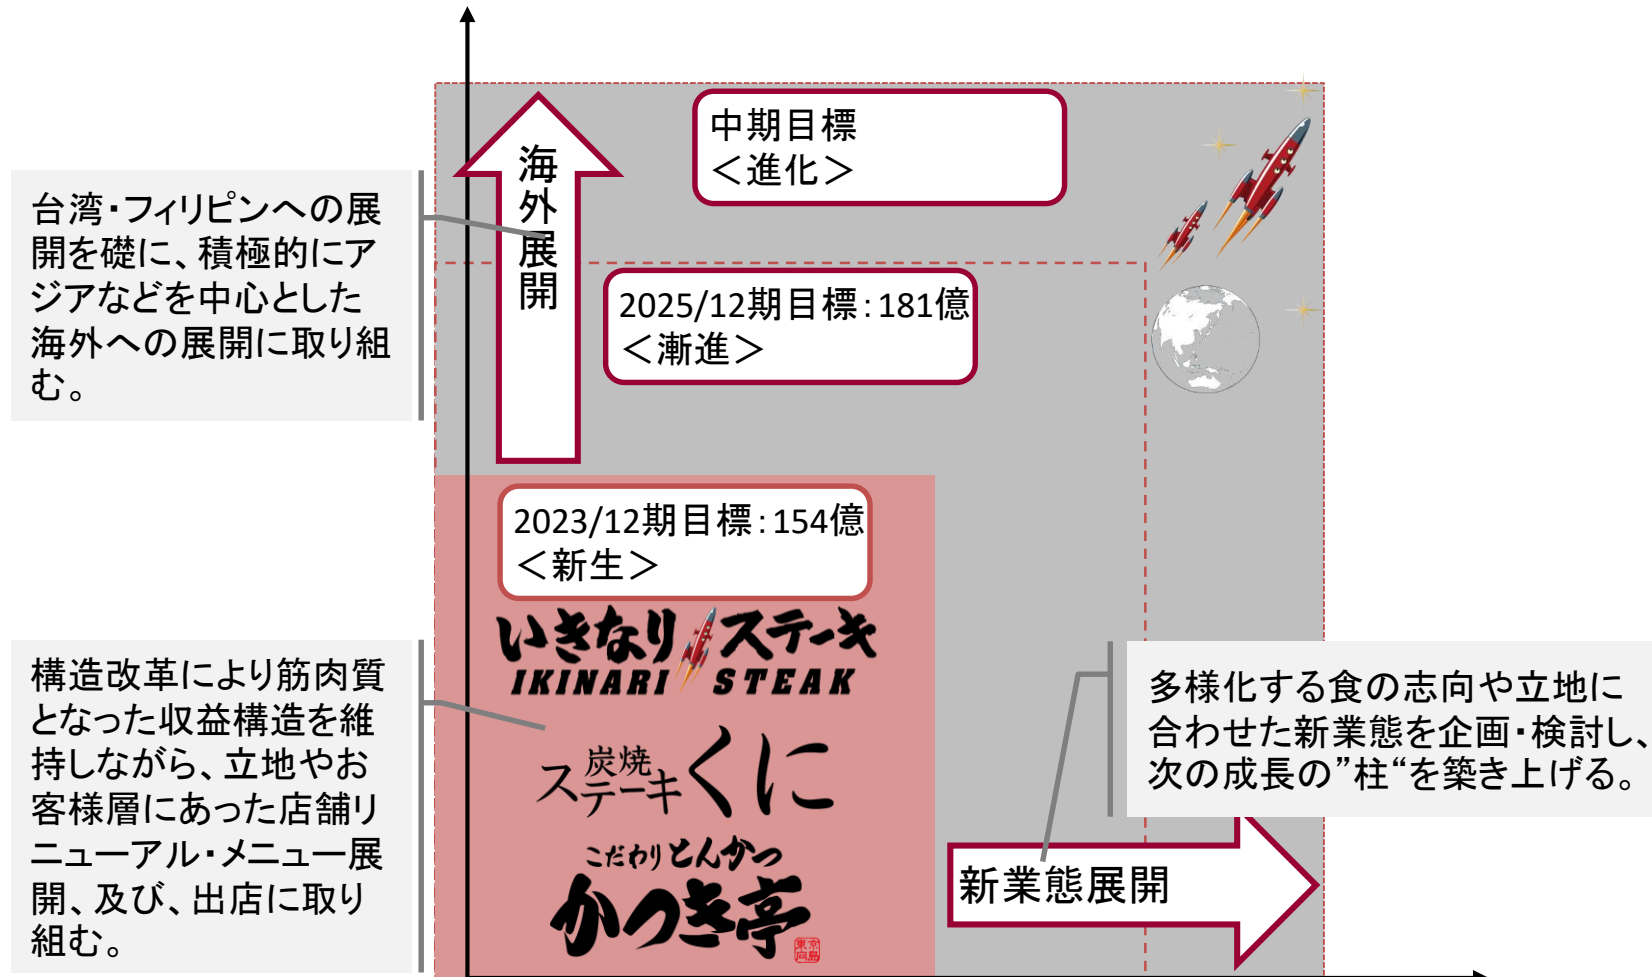 中期目標
＜進化＞
海外展開
台湾・フィリピンへの展
開を礎に、積極的にア
ジアなどを中心とした
海外への展開に取り組
む。
2025/12期目標：181億
＜漸進＞
2023/12期目標：154億
＜新生＞
いきなりステーキ
IKINARI STEAK
炭焼
ステーキくに
こだわりとんかつ
かつき亭
東京
向島
構造改革により筋肉質
となった収益構造を維
持しながら、立地やお
客様層にあった店舗リ
ニューアル・メニュー展
開、及び、出店に取り
組む。
多様化する食の志向や立地に
合わせた新業態を企画・検討し、
次の成長の”柱“を築き上げる。
新業態展開